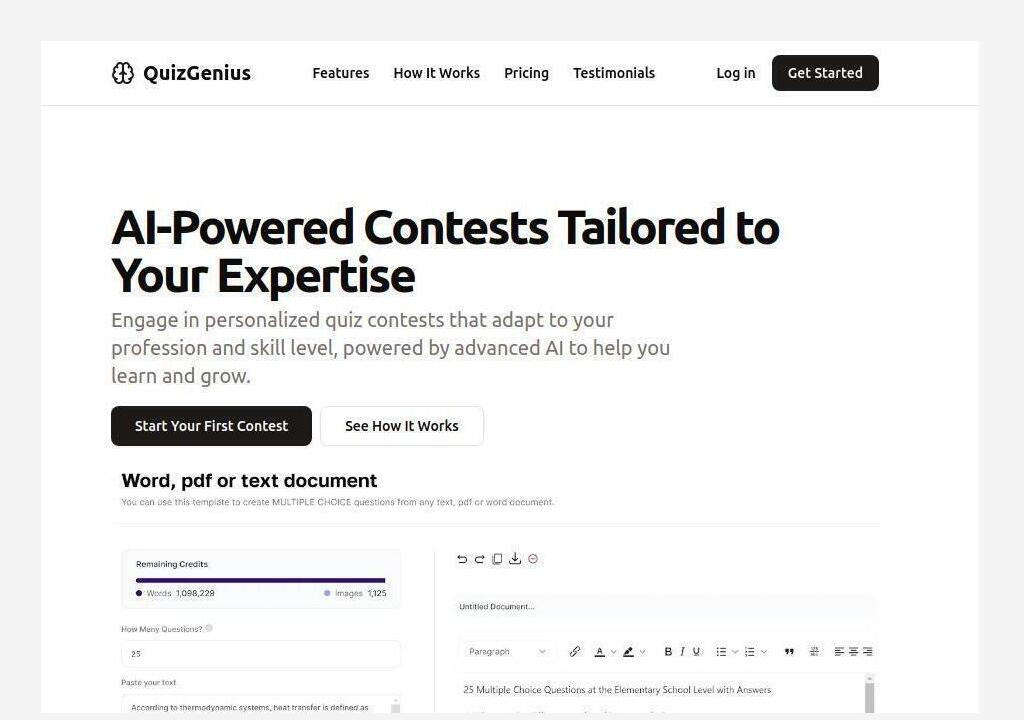 QuizGenius
Features How It Works Pricing Testimonials
Log in
Get Started
AI-Powered Contests Tailored to
Your Expertise
Engage in personalized quiz contests that adapt to your
profession and skill level, powered by advanced AI to help you
learn and grow.
Start Your First Contest
See How It Works
Word, pdf or text document
You can use this template to create MULTIPLE CHOICE questions from any text, pdf or word document.
Remaining Credits
Words 1,098,229
Images 1,125
How Many Questions?
25
Paste your text
According to thermodynamic systems, heat transfer is defined as
Untitled Document...
Paragraph
A
B I U
25 Multiple Choice Questions at the Elementary School Level with Answers